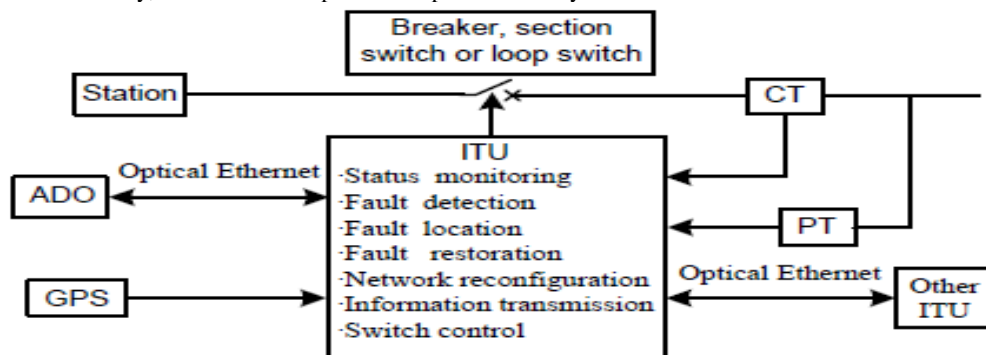 Breaker, section
switch or loop switch
Station
CT
ITU
Optical Ethernet
·Status monitoring
ADO
·Fault detection
·Fault location
PT
·Fault restoration
·Network reconfiguration
Optical Ethernet
GPS
·Information transmission
Other
ITU
·Switch control